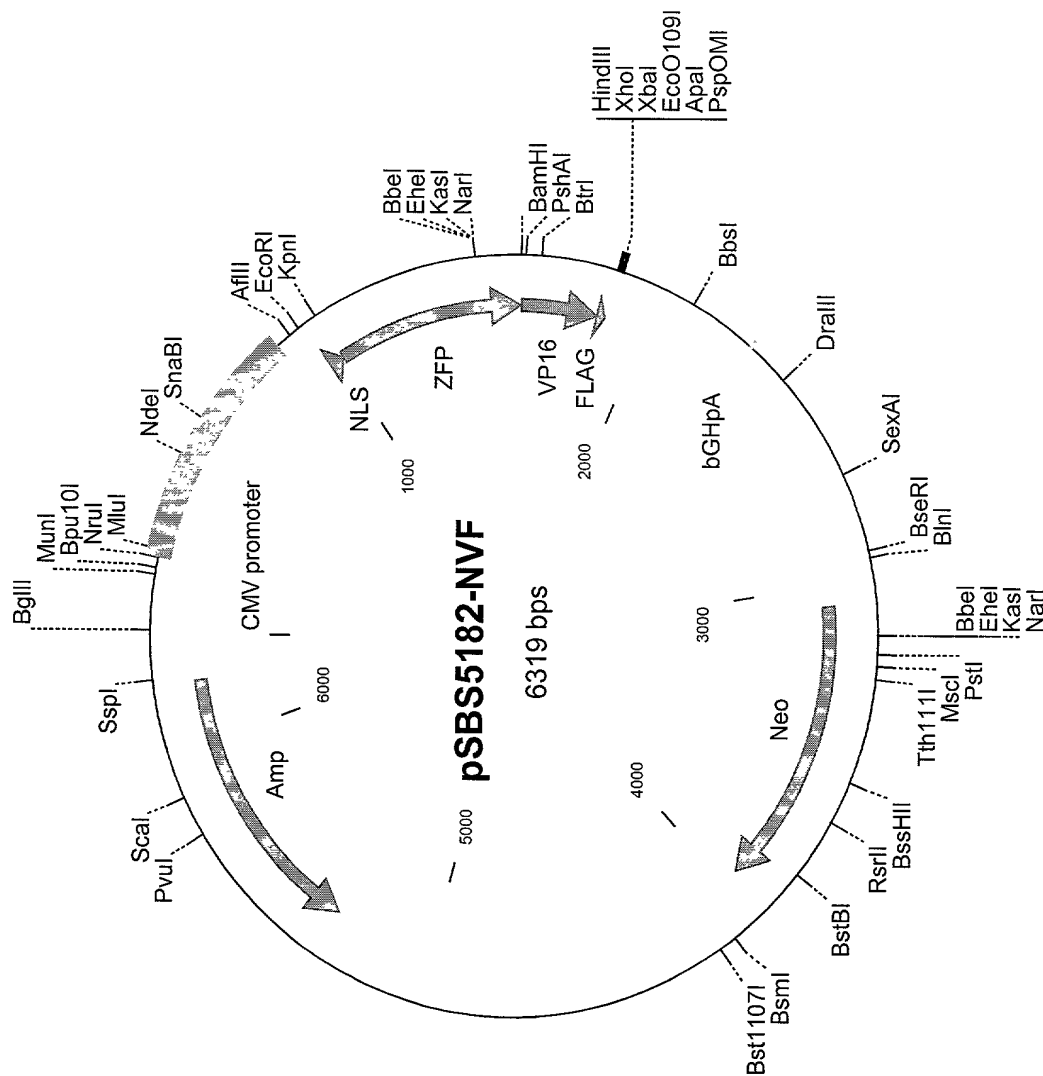 pSBS5182-NVF
6319 bps
BglII
MunI
Bpu10I
NruI
MluI
NdeI
SnaBI
AflII
EcoRI
KpnI
BbeI
EheI
KasI
NarI
BamHI
PshAI
BtrI
HindIII
XhoI
XbaI
EcoO109I
ApaI
PspOMI
BbsI
DraIII
SexAI
BseRI
BlnI
BbeI
EheI
KasI
NarI
PstI
MscI
Tth111I
BssHII
RsrII
BstBI
BsmI
Bst1107I
PvuI
ScaI
SspI
CMV promoter
NLS
ZFP
VP16
FLAG
bGHpA
Neo
Amp
1000
2000
3000
4000
5000
6000